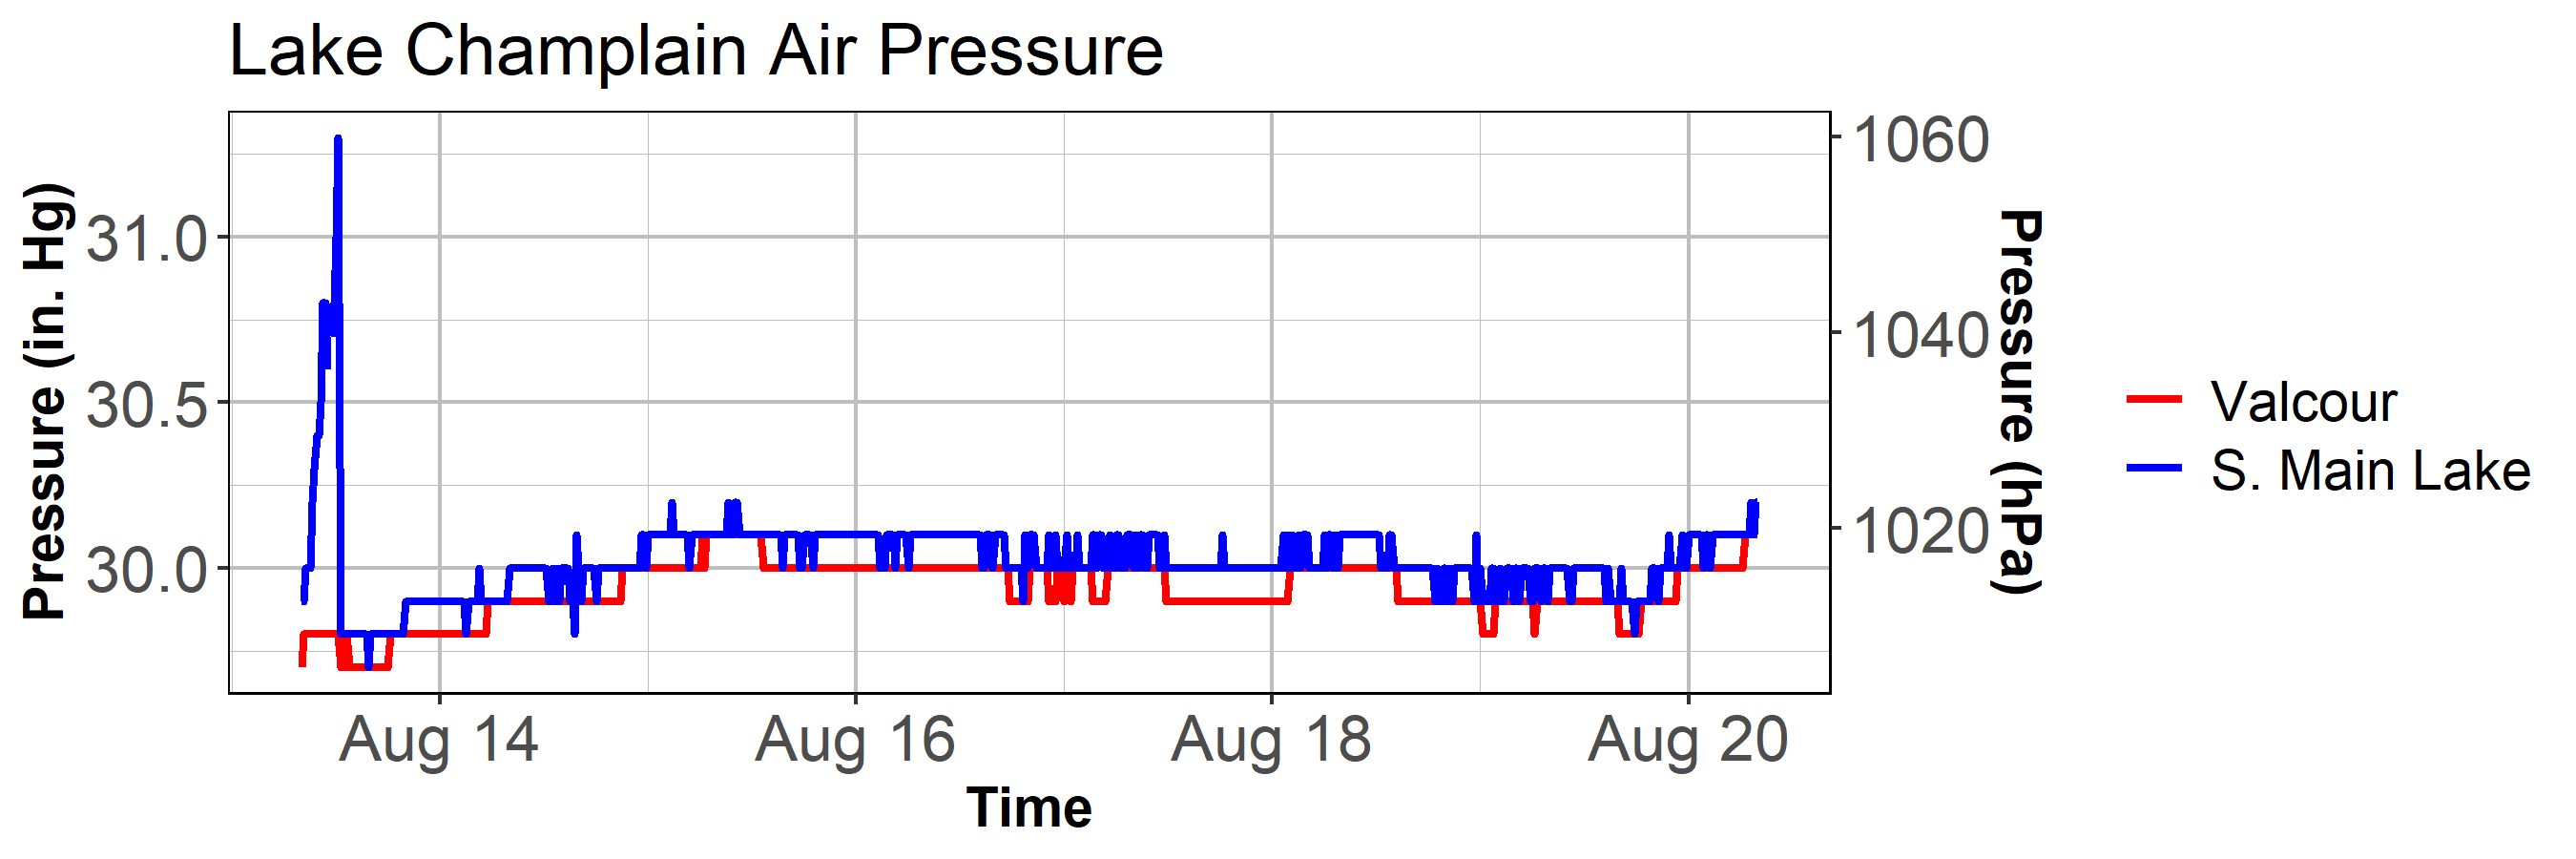 Lake Champlain Air Pressure
Pressure (in. Hg)
31.0
30.5
30.0
1060
1040
1020
Pressure (hPa)
Aug 14
Aug 16
Aug 18
Aug 20
Time
Valcour
S. Main Lake